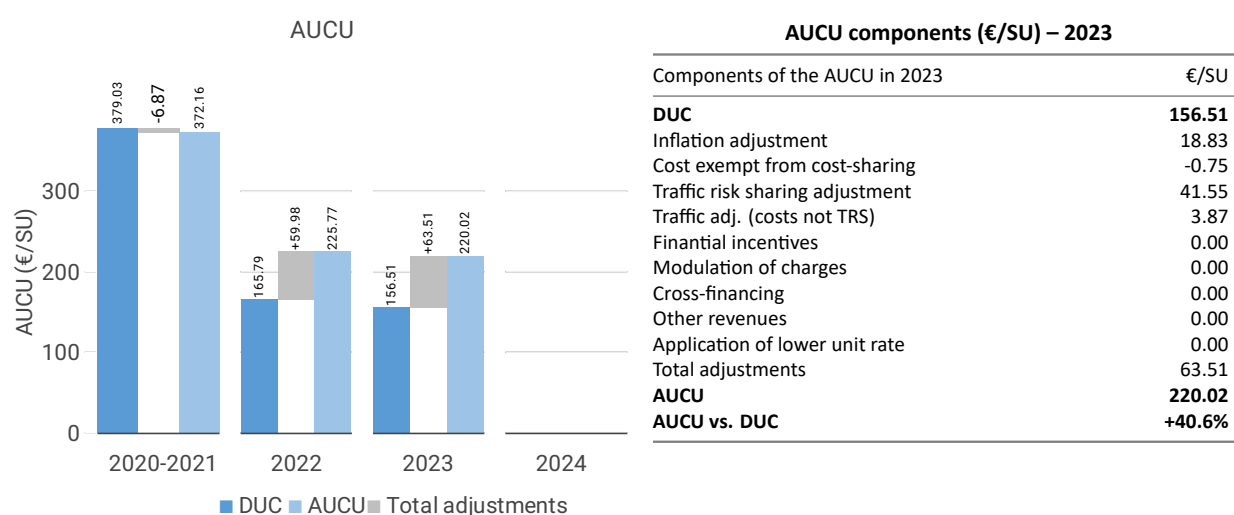 AUCU
AUCU (€/SU)
300
200
100
0
379.03
-6.87
372.16
165.79
+59.98
225.77
156.51
+63.51
220.02
2020-2021 2022 2023 2024
DUC AUCU Total adjustments
AUCU components (€/SU) – 2023
Components of the AUCU in 2023 €/SU
DUC 156.51
Inflation adjustment 18.83
Cost exempt from cost-sharing -0.75
Traffic risk sharing adjustment 41.55
Traffic adj. (costs not TRS) 3.87
Finantial incentives 0.00
Modulation of charges 0.00
Cross-financing 0.00
Other revenues 0.00
Application of lower unit rate 0.00
Total adjustments 63.51
AUCU 220.02
AUCU vs. DUC +40.6%